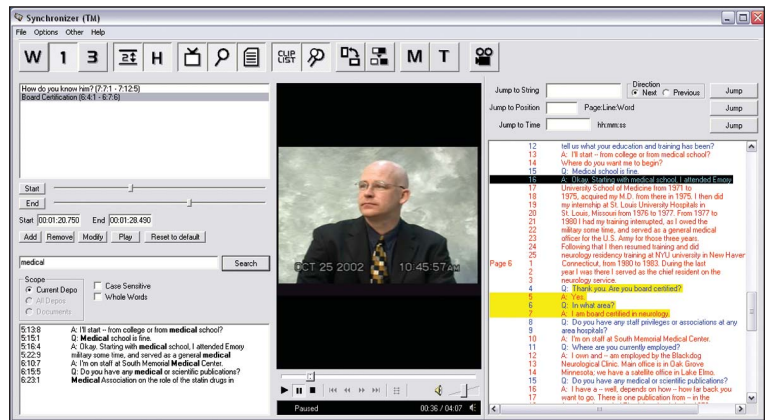 Synchronizer (TM)
File Options Other Help
W 1 3 2 H CLIP LIST M T
How do you know him? (7:7:1 - 7:12:5)
Board Certification (6:4:1 - 6:7:6)
Start
End
Start 00:01:20.750 End 00:01:28.490
Add Remove Modify Play Reset to default
medical Search
Scope
Current Depo
All Depos
Documents
Case Sensitive
Whole Words
5:13:8 A: I'll start -- from college or from medical school?
5:15:1 Q: Medical school is fine.
5:16:4 A: Okay. Starting with medical school, I attended Emory
5:22:9 military some time, and served as a general medical
6:10:7 A: I'm on staff at South Memorial Medical Center.
6:15:5 Q: Do you have any medical or scientific publications?
6:23:1 Medical Association on the role of the statin drugs in
OCT 25 2002 10:45:57AM
Paused 00:36 / 04:07
Jump to String Direction Next Previous Jump
Jump to Position Page:Line:Word Jump
Jump to Time hh:mm:ss Jump
12 tell us what your education and training has been?
13 A: I'll start -- from college or from medical school?
14 Where do you want me to begin?
15 Q: Medical school is fine.
16 A: Okay. Starting with medical school, I attended Emory
17 University School of Medicine from 1971 to
18 1975, acquired my M.D. from there in 1975. I then did
19 my internship at St. Louis University Hospitals in
20 St. Louis, Missouri from 1976 to 1977. From 1977 to
21 1980 I had my training interrupted, as I owed the
22 military some time, and served as a general medical
23 officer for the U.S. Army for those three years.
24 Following that I then resumed training and did
25 neurology residency training at NYU university in New Haven
Page 6 1 Connecticut, from 1980 to 1983. During the last
2 year I was there I served as the chief resident on the
3 neurology service.
4 Q: Thank you. Are you board certified?
5 A: Yes.
6 Q: In what area?
7 A: I am board certified in neurology.
8 Q: Do you have any staff privileges or associations at any
9 area hospitals?
10 A: I'm on staff at South Memorial Medical Center.
11 Q: Where are you currently employed?
12 A: I own and -- am employed by the Blackdog
13 Neurological Clinic. Main office is in Oak Grove
14 Minnesota; we have a satellite office in Lake Elmo.
15 Q: Do you have any medical or scientific publications?
16 A: I have a -- well, depends on how -- how far back you
17 want to go. There is one publication from -- in the